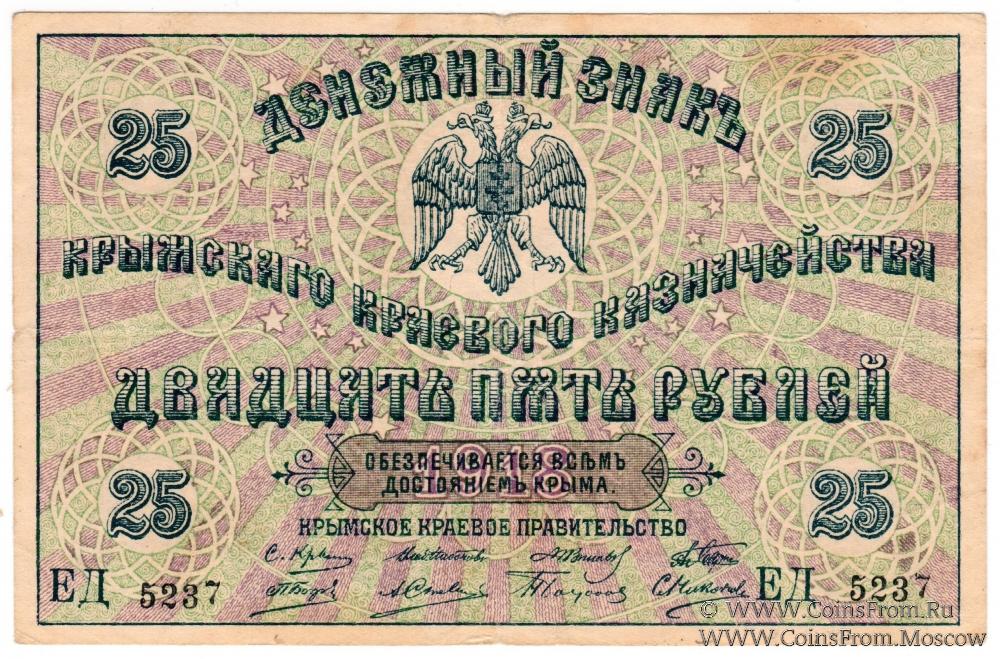 ДЕНЕЖНЫЙ ЗНАКЪ
25 25
КРЫМСКАГО КРАЕВОГО КАЗНАЧЕЙСТВА
ДВАДЦАТЬ ПЯТЬ РУБЛЕЙ
1918
25 25
ОБЕЗПЕЧИВАЕТСЯ ВСѢМЪ
ДОСТОЯНІЕМЪ КРЫМА.
КРЫМСКОЕ КРАЕВОЕ ПРАВИТЕЛЬСТВО
ЕД 5237 ЕД 5237
© www.CoinsFrom.Ru
www.CoinsFrom.Moscow